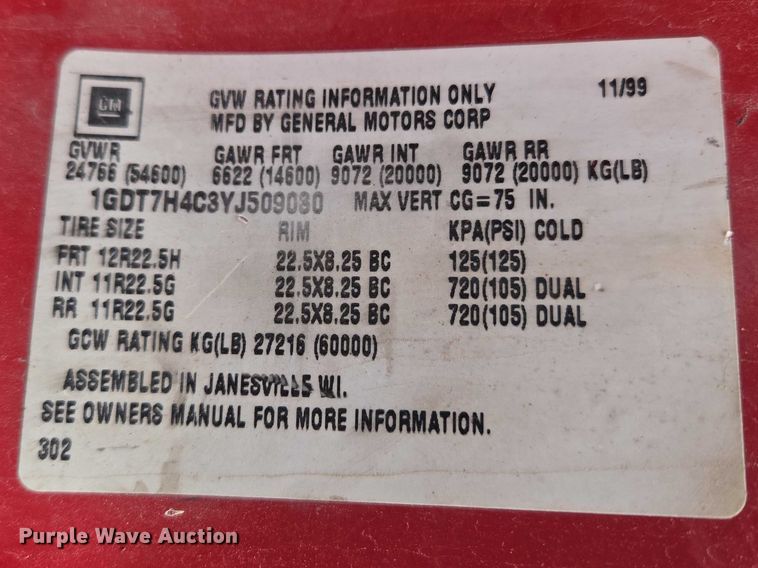 GM
GVW RATING INFORMATION ONLY 11/99
MFD BY GENERAL MOTORS CORP
GVWR GAWR FRT GAWR INT GAWR RR
24766 (54600) 6622 (14600) 9072 (20000) 9072 (20000) KG(LB)
1GDT7H4C3YJ509080 MAX VERT CG=75 IN.
TIRE SIZE RIM KPA(PSI) COLD
FRT 12R22.5H 22.5X8.25 BC 125(125)
INT 11R22.5G 22.5X8.25 BC 720(105) DUAL
RR 11R22.5G 22.5X8.25 BC 720(105) DUAL
GCW RATING KG(LB) 27216 (60000)
ASSEMBLED IN JANESVILLE WI.
SEE OWNERS MANUAL FOR MORE INFORMATION.
302
Purple Wave Auction